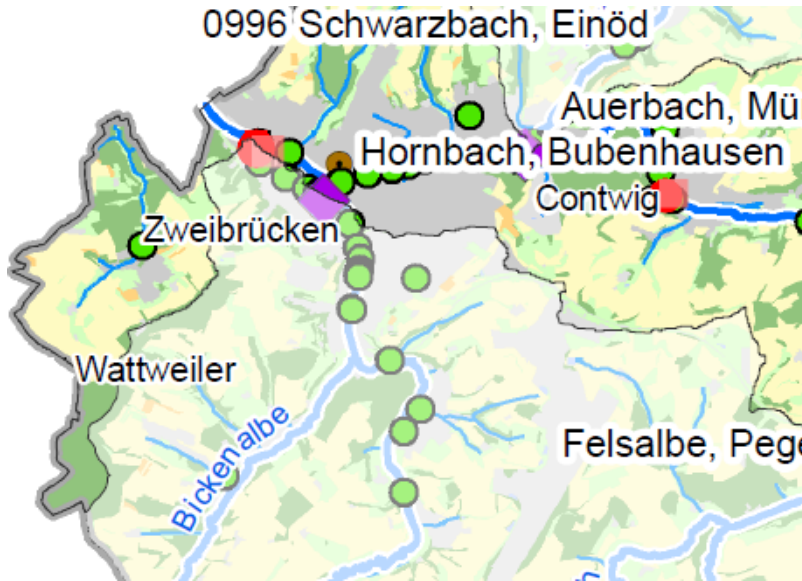 0996 Schwarzbach, Einöd
Auerbach, Mü
Hornbach, Bubenhausen
Contwig
Zweibrücken
Wattweiler
Bickenalbe
Felsalbe, Pege
h